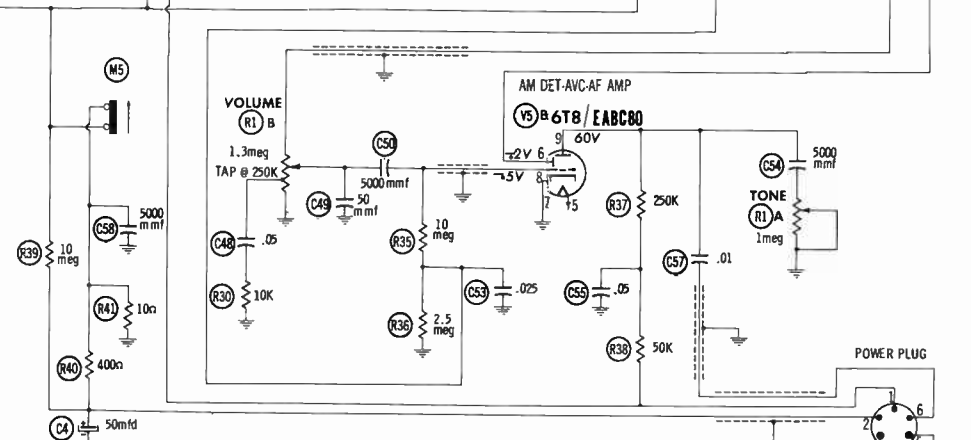 M5
VOLUME
R1 B
1.3meg
TAP @ 250K
C50
5000mmf
C49
50
mmf
AM DET-AVC-AF AMP
V5 B 6T8/EABC80
9 60V
-.2V 6
-.5V 8
7
5
C54
5000
mmf
TONE
R1 A
1meg
C58
5000
mmf
R39
10
meg
C48
.05
R35
10
meg
R37
250K
C57
.01
R41
10Ω
R30
10K
C53
.025
C55
.05
R36
2.5
meg
R38
50K
R40
400Ω
POWER PLUG
C4
50mfd
1
2
6